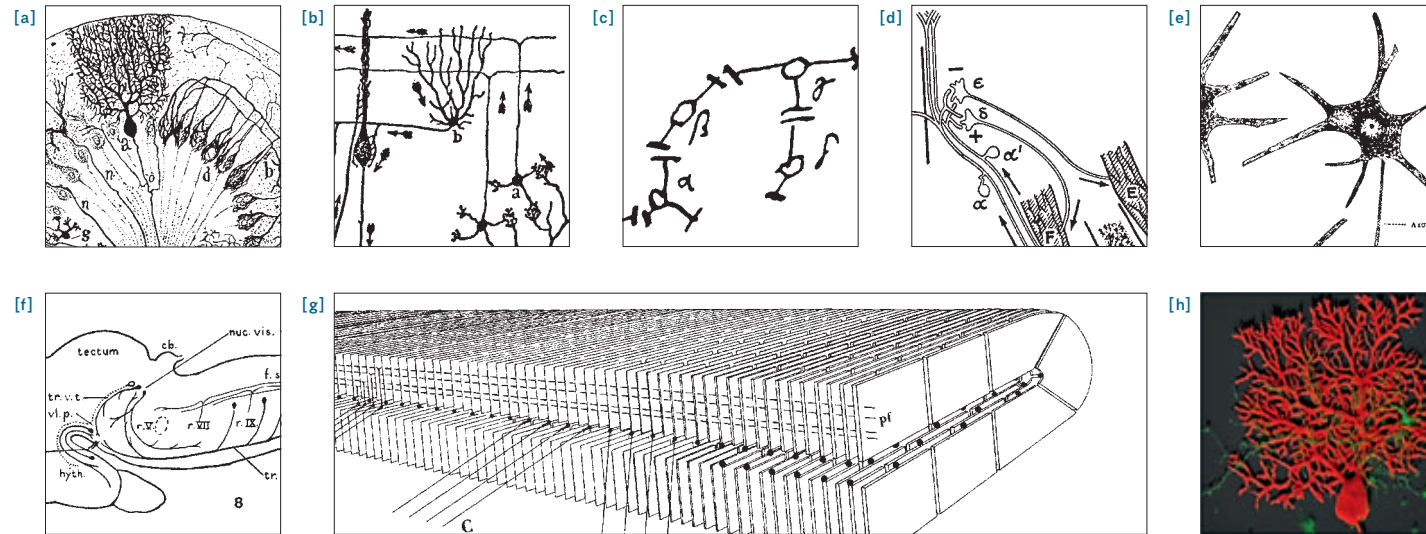 [a]
a
n
n
o
d
b
g
[b]
b
a
[c]
α
β
γ
δ
[d]
−
ε
δ
+
α'
α
F
E
[e]
[f]
nuc. vis.
tectum
cb.
f. s
tr. v. t.
vl. p.
r.V.
r. VII
r. IX.
hyth.
tr.
8
[g]
pf
C
[h]